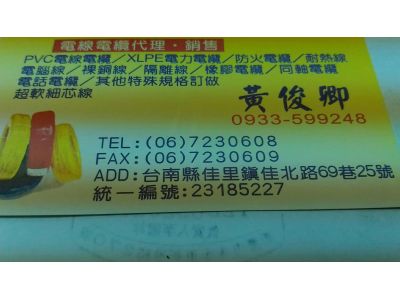 電線電纜代理·銷售
PVC電線電纜／XLPE電力電纜／防火電纜／耐熱線
電腦線／裸銅線／隔離線／橡膠電纜／同軸電纜
電話電纜／其他特殊規格訂做
超軟細芯線
黃俊卿
0933-599248
TEL:(06)7230608
FAX:(06)7230609
ADD:台南縣佳里鎮佳北路69巷25號
統一編號:23185227